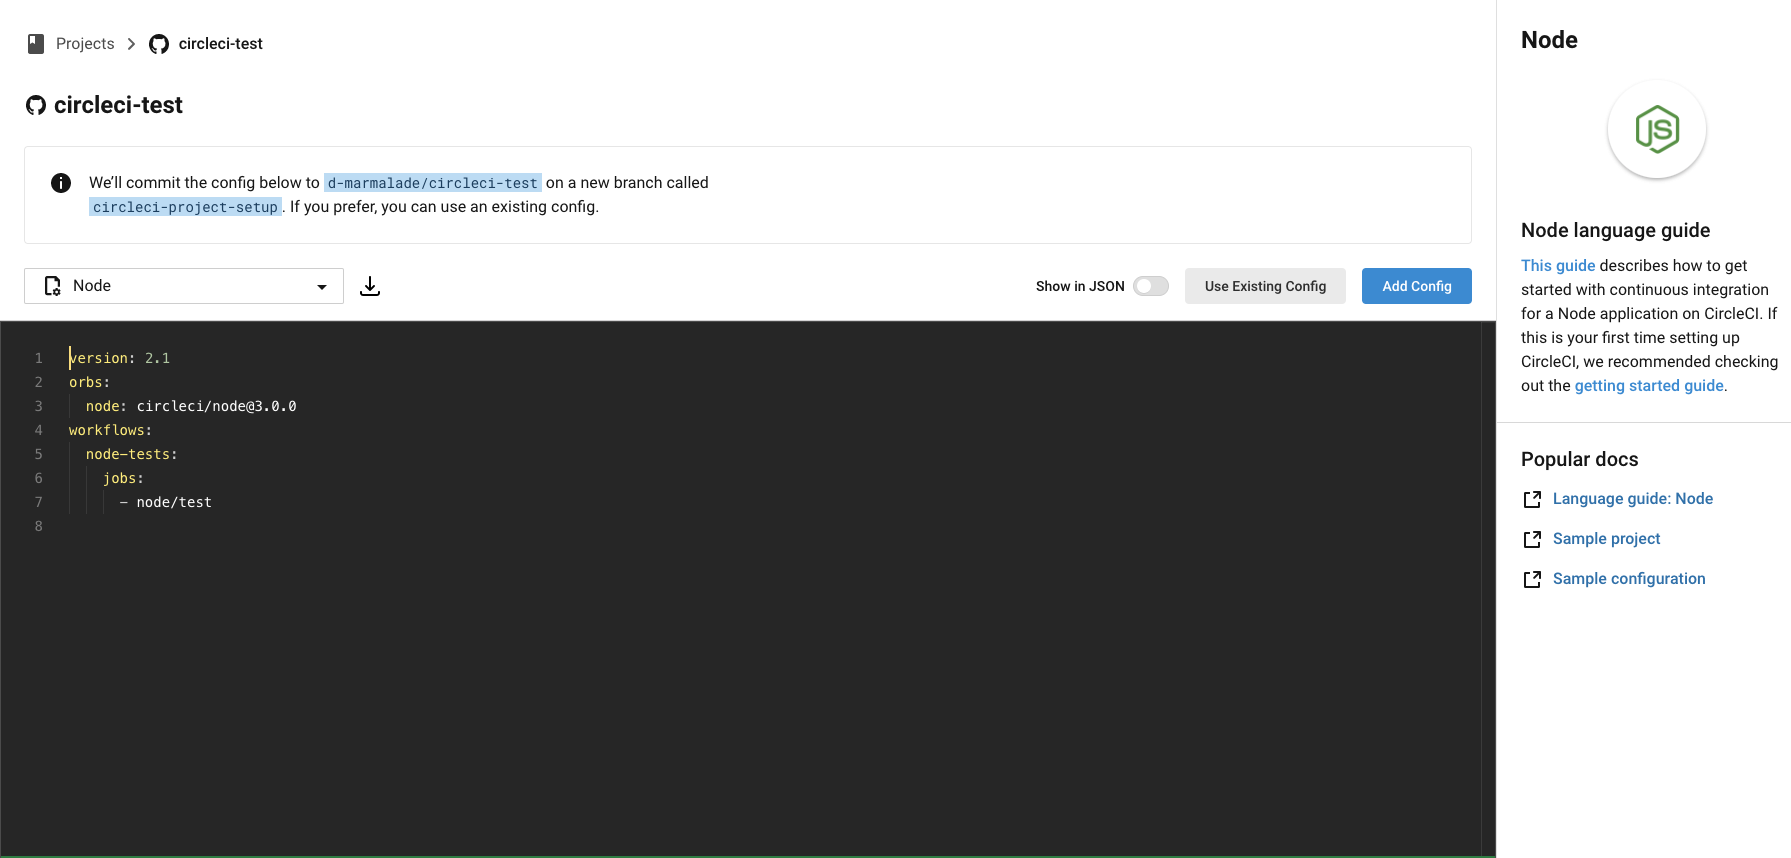 Projects > circleci-test
circleci-test
We'll commit the config below to d-marmalade/circleci-test on a new branch called
circleci-project-setup. If you prefer, you can use an existing config.
Node
Show in JSON
Use Existing Config
Add Config
1 version: 2.1
2 orbs:
3   node: circleci/node@3.0.0
4 workflows:
5   node-tests:
6     jobs:
7       - node/test
8
Node
JS
Node language guide
This guide describes how to get
started with continuous integration
for a Node application on CircleCI. If
this is your first time setting up
CircleCI, we recommended checking
out the getting started guide.
Popular docs
Language guide: Node
Sample project
Sample configuration